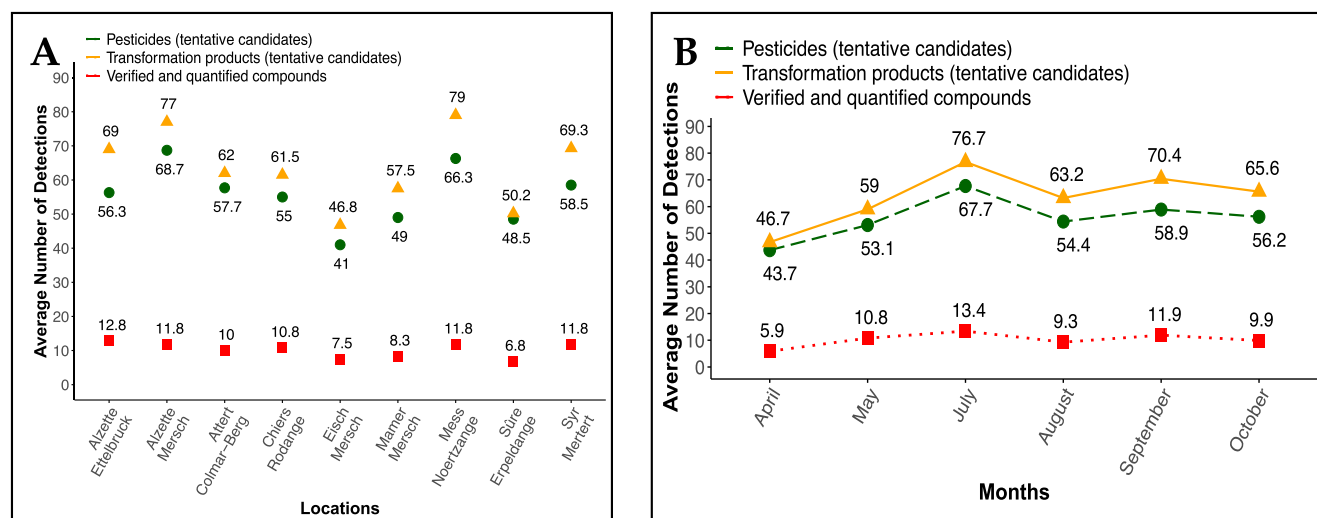 A
Pesticides (tentative candidates)
Transformation products (tentative candidates)
Verified and quantified compounds
Average Number of Detections
90
80
70
60
50
40
30
20
10
0
69
77
62
61.5
46.8
57.5
79
50.2
69.3
56.3
68.7
57.7
55
41
49
66.3
48.5
58.5
12.8
11.8
10
10.8
7.5
8.3
11.8
6.8
11.8
Alzette
Ettelbruck
Alzette
Mersch
Attert
Colmar−Berg
Chiers
Rodange
Eisch
Mersch
Mamer
Mersch
Mess
Noertzange
Sûre
Erpeldange
Syr
Mertert
Locations
B
Pesticides (tentative candidates)
Transformation products (tentative candidates)
Verified and quantified compounds
Average Number of Detections
90
80
70
60
50
40
30
20
10
0
46.7
59
76.7
63.2
70.4
65.6
43.7
53.1
67.7
54.4
58.9
56.2
5.9
10.8
13.4
9.3
11.9
9.9
April
May
July
August
September
October
Months